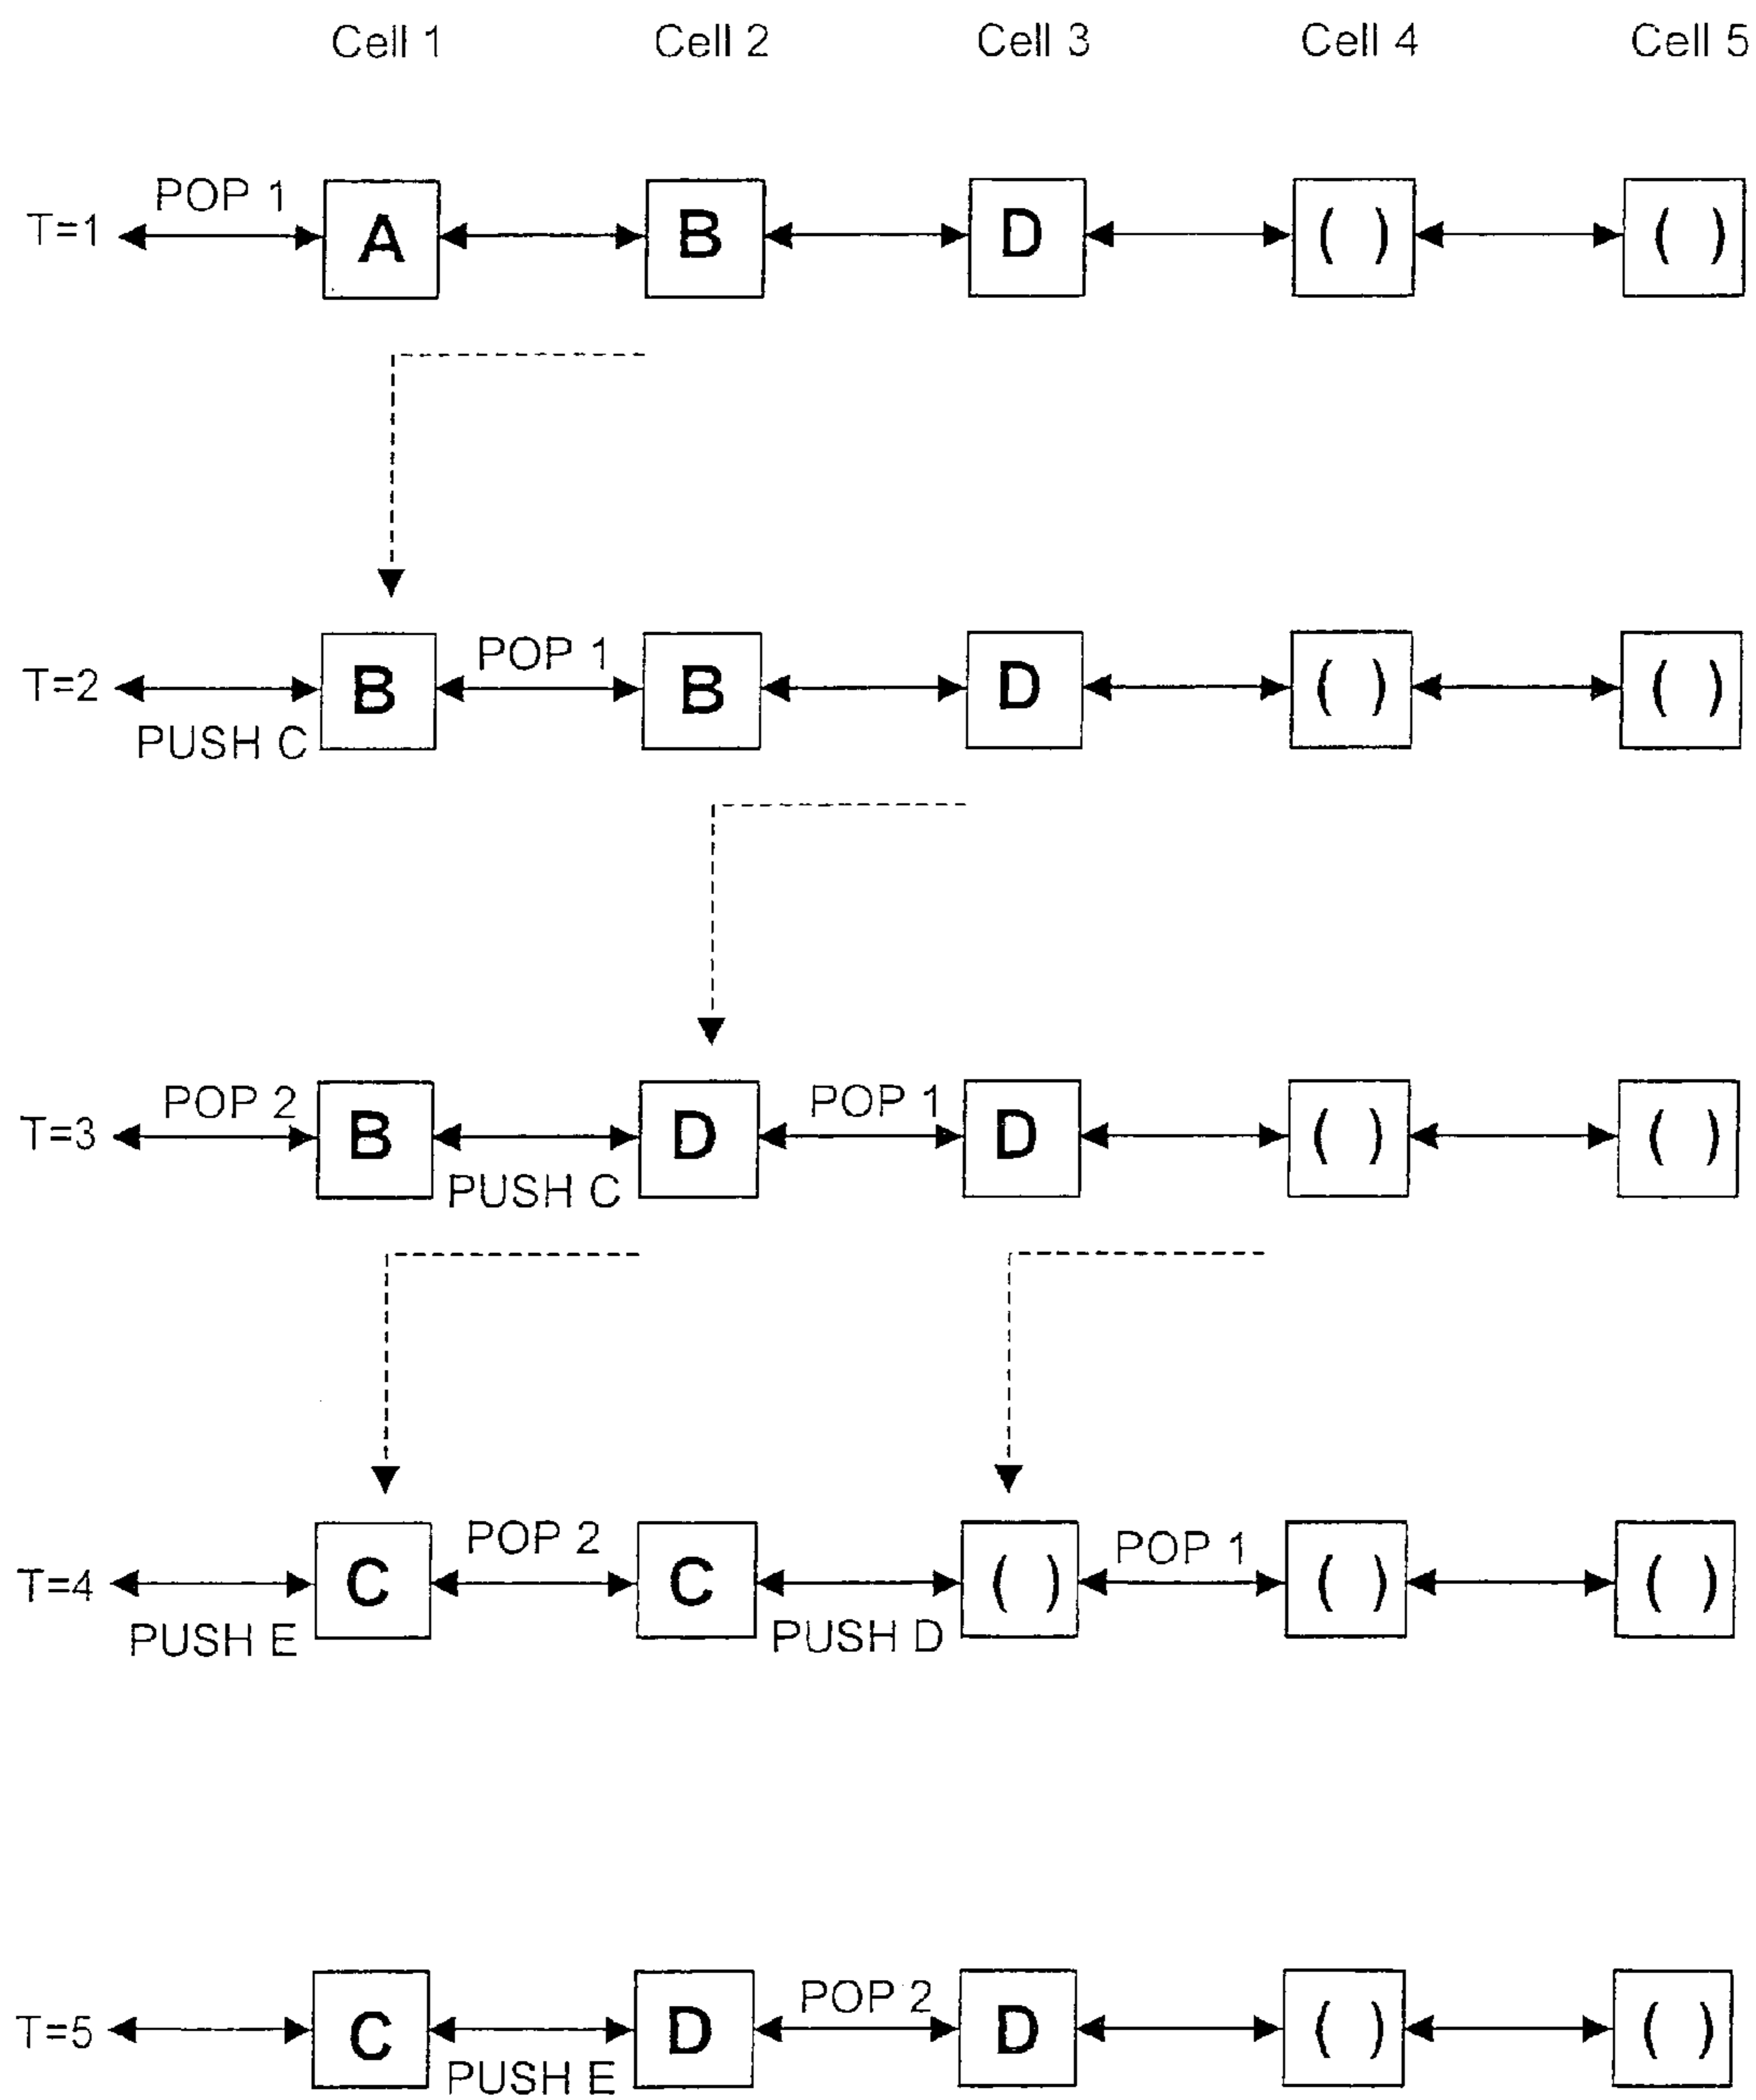 Cell 1 Cell 2 Cell 3 Cell 4 Cell 5
POP 1
T=1 A B D ( ) ( )
POP 1
T=2 B B D ( ) ( )
PUSH C
POP 2 POP 1
T=3 B D D ( ) ( )
PUSH C
POP 2 POP 1
T=4 C C ( ) ( ) ( )
PUSH E PUSH D
POP 2
T=5 C D D ( ) ( )
PUSH E